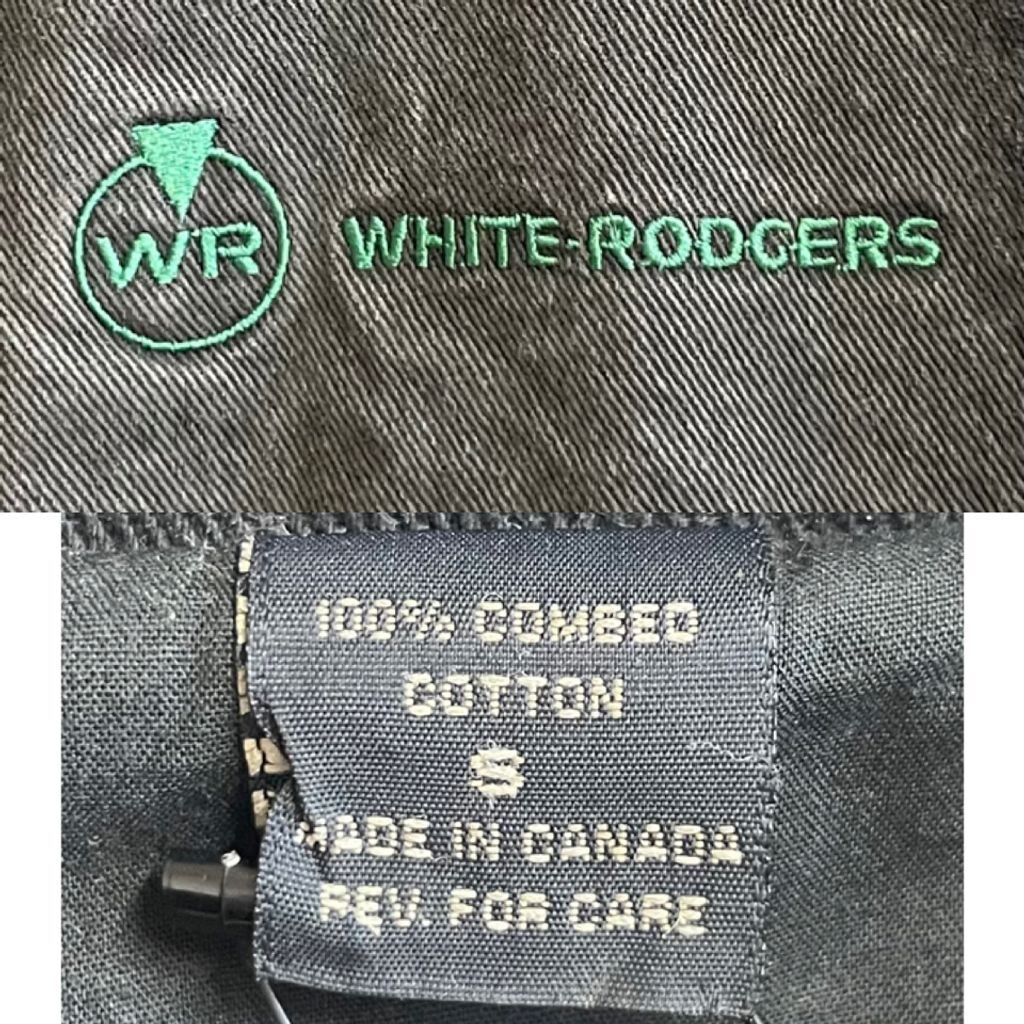 WR
WHITE-RODGERS
100% COMBED
COTTON
S
MADE IN CANADA
REV. FOR CARE